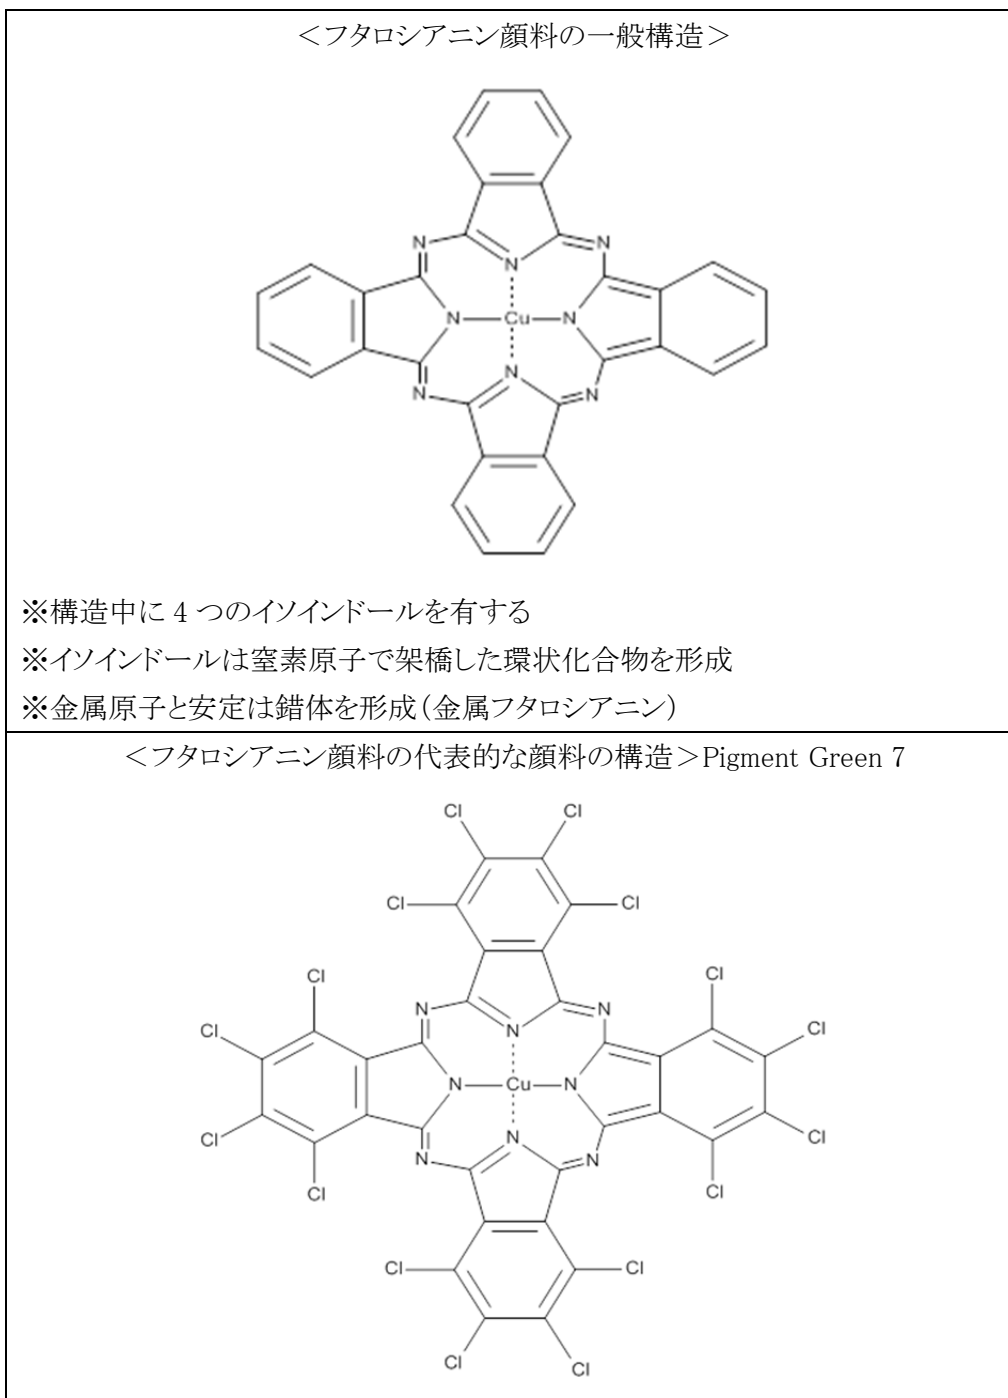 <フタロシアニン顔料の一般構造>
N
N
N
N
Cu
N
N
N
N
※構造中に 4 つのイソインドールを有する
※イソインドールは窒素原子で架橋した環状化合物を形成
※金属原子と安定は錯体を形成(金属フタロシアニン)
<フタロシアニン顔料の代表的な顔料の構造>Pigment Green 7
Cl
Cl
Cl
Cl
Cl
Cl
Cl
Cl
N
N
N
Cl
Cl
N
Cu
N
N
Cl
Cl
N
N
Cl
Cl
Cl
Cl
Cl
Cl